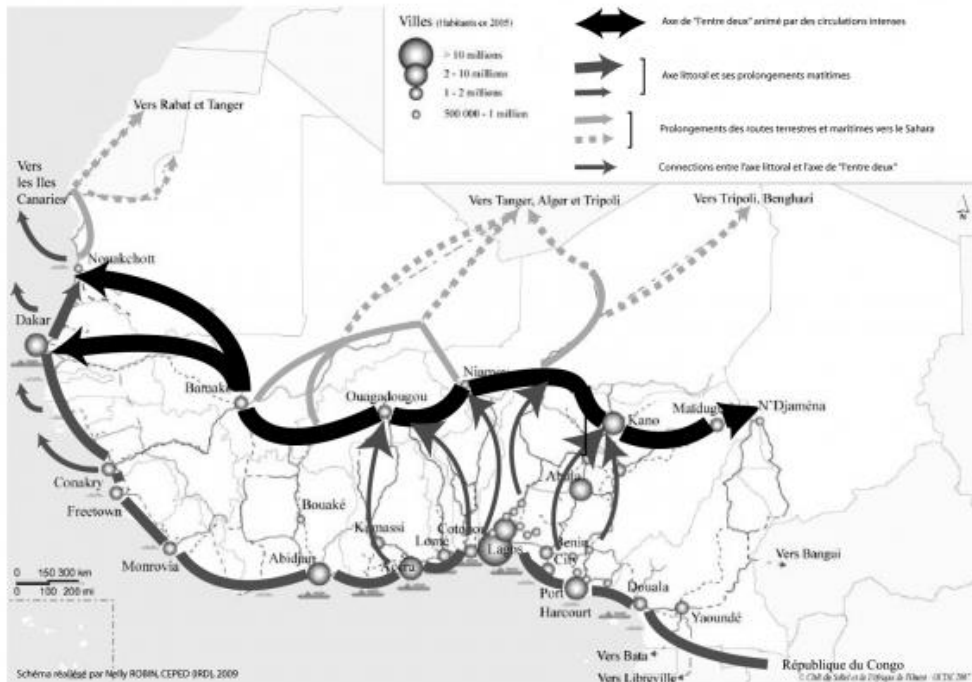 Villes (Habitants en 2005)
> 10 millions
2 - 10 millions
1 - 2 millions
500 000 - 1 million
Axe de "l'entre deux" animé par des circulations intenses
Axe littoral et ses prolongements matitimes
Prolongements des routes terrestres et maritimes vers le Sahara
Connections entre l'axe littoral et l'axe de "l'entre deux"
Vers Rabat et Tanger
Vers
les Iles
Canaries
Vers Tanger, Alger et Tripoli
Vers Tripoli, Benghazi
N
Nouakchott
Dakar
Bamako
Ouagadougou
Niamey
Kano
Maïdugu
N'Djaména
Abuja
Conakry
Freetown
Bouaké
Kumassi
Cotonou
Lomé
Lagos
Benin
City
Monrovia
Abidjan
Accra
Port
Harcourt
Douala
Yaoundé
Vers Bangui
150 300 km
100 200 mi
Vers Bata
République du Congo
Vers Libreville
Schéma réallésé par Nelly ROBIN, CEPED (IRD), 2009
© Club du Sahel et de l'Afrique de l'Ouest - OCDE 2007